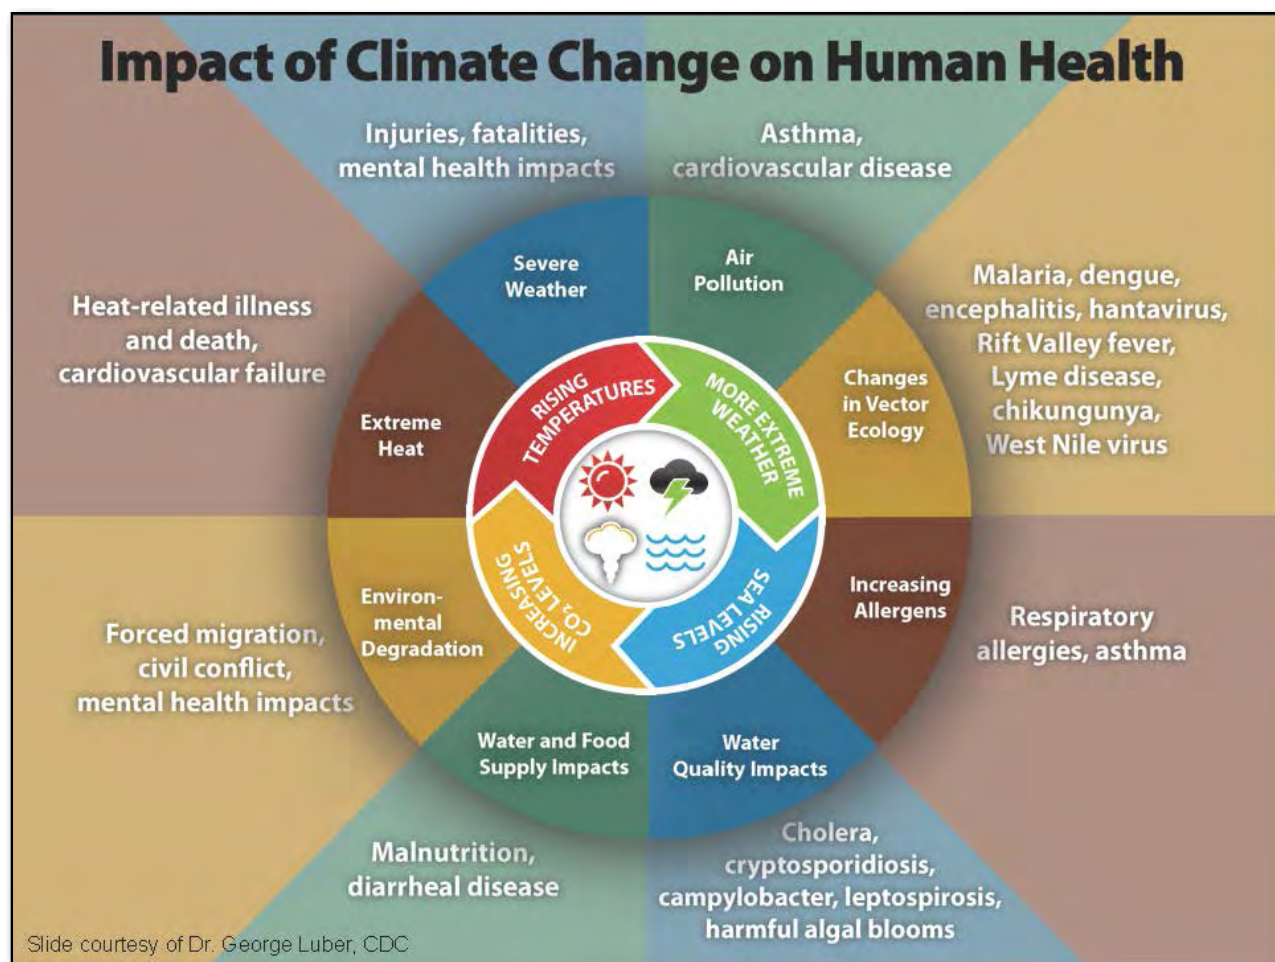 Impact of Climate Change on Human Health
Injuries, fatalities,
mental health impacts
Asthma,
cardiovascular disease
Severe
Weather
Air
Pollution
Heat-related illness
and death,
cardiovascular failure
Malaria, dengue,
encephalitis, hantavirus,
Rift Valley fever,
Lyme disease,
chikungunya,
West Nile virus
Extreme
Heat
Changes
in Vector
Ecology
RISING
TEMPERATURES
MORE EXTREME
WEATHER
RISING
SEA LEVELS
INCREASING
CO₂ LEVELS
Environ-
mental
Degradation
Increasing
Allergens
Forced migration,
civil conflict,
mental health impacts
Respiratory
allergies, asthma
Water and Food
Supply Impacts
Water
Quality Impacts
Malnutrition,
diarrheal disease
Cholera,
cryptosporidiosis,
campylobacter, leptospirosis,
harmful algal blooms
Slide courtesy of Dr. George Luber, CDC